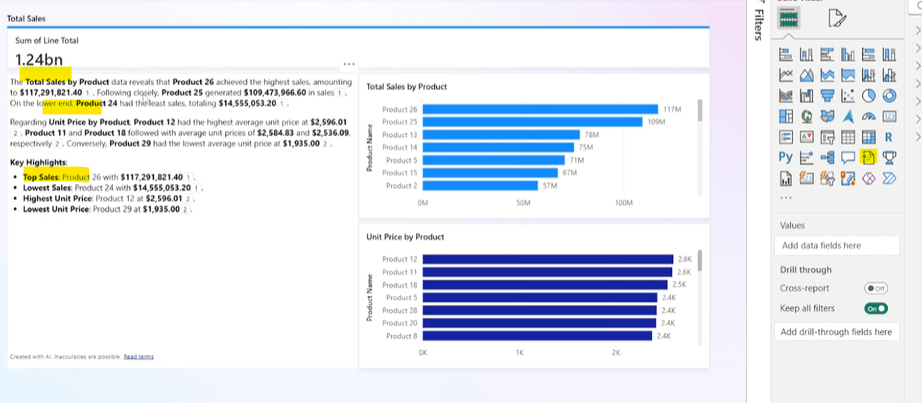 Total Sales
Sum of Line Total
1.24bn
...
The Total Sales by Product data reveals that Product 26 achieved the highest sales, amounting
to $117,291,821.40 1 . Following closely, Product 25 generated $109,473,966.60 in sales 1 .
On the lower end, Product 24 had the least sales, totaling $14,555,053.20 1 .
Regarding Unit Price by Product, Product 12 had the highest average unit price at $2,596.01
2 . Product 11 and Product 18 followed with average unit prices of $2,584.83 and $2,536.09,
respectively 2 . Conversely, Product 29 had the lowest average unit price at $1,935.00 2 .
Key Highlights:
• Top Sales: Product 26 with $117,291,821.40 1 .
• Lowest Sales: Product 24 with $14,555,053.20 1 .
• Highest Unit Price: Product 12 at $2,596.01 2 .
• Lowest Unit Price: Product 29 at $1,935.00 2 .
Created with AI. Inaccuracies are possible. Read terms
Total Sales by Product
Product Name
Product 26 117M
Product 25 109M
Product 13 78M
Product 14 75M
Product 5 71M
Product 15 67M
Product 2 57M
0M 50M 100M
Unit Price by Product
Product Name
Product 12 2.6K
Product 11 2.6K
Product 18 2.5K
Product 5 2.4K
Product 28 2.4K
Product 20 2.4K
Product 8 2.4K
0K 1K 2K
Filters
R
Py
...
Values
Add data fields here
Drill through
Cross-report Off
Keep all filters On
Add drill-through fields here